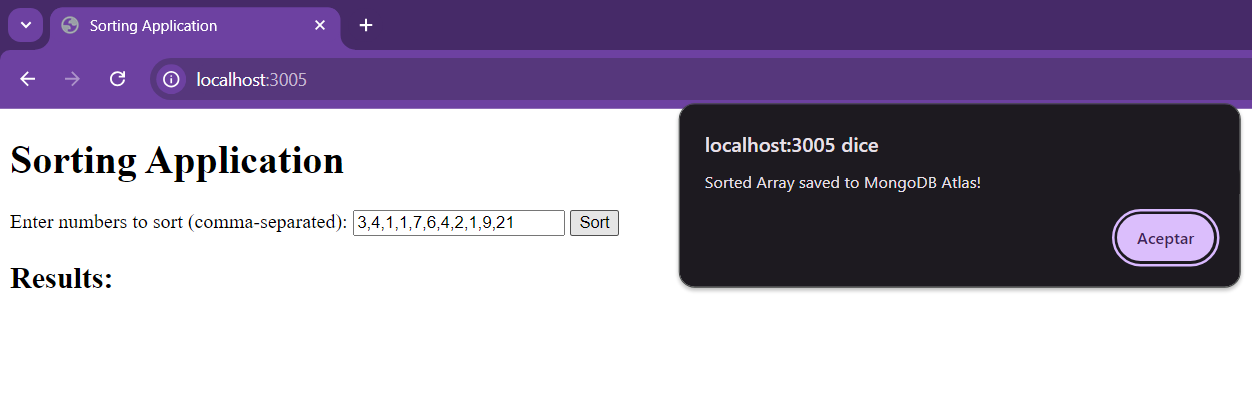 Sorting Application
localhost:3005
localhost:3005 dice
Sorted Array saved to MongoDB Atlas!
Aceptar
Sorting Application
Enter numbers to sort (comma-separated): 3,4,1,1,7,6,4,2,1,9,21 Sort
Results: